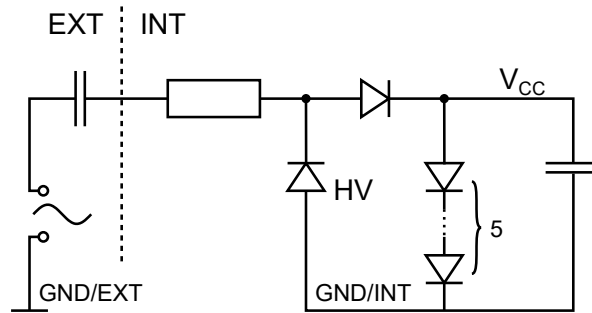 EXT INT
V_CC
HV
5
GND/EXT
GND/INT